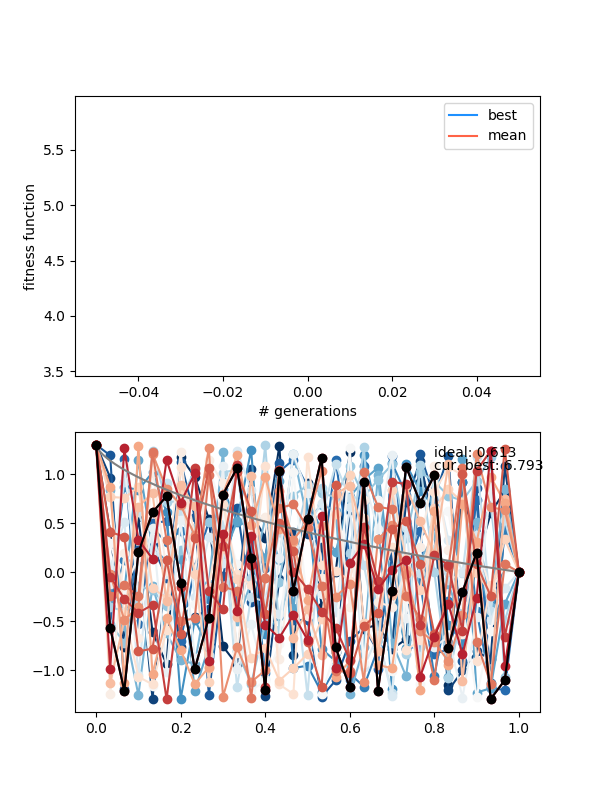 best
mean
fitness function
5.5
5.0
4.5
4.0
3.5
−0.04 −0.02 0.00 0.02 0.04
# generations
ideal: 0.613
cur. best: 6.793
1.0
0.5
0.0
−0.5
−1.0
0.0 0.2 0.4 0.6 0.8 1.0